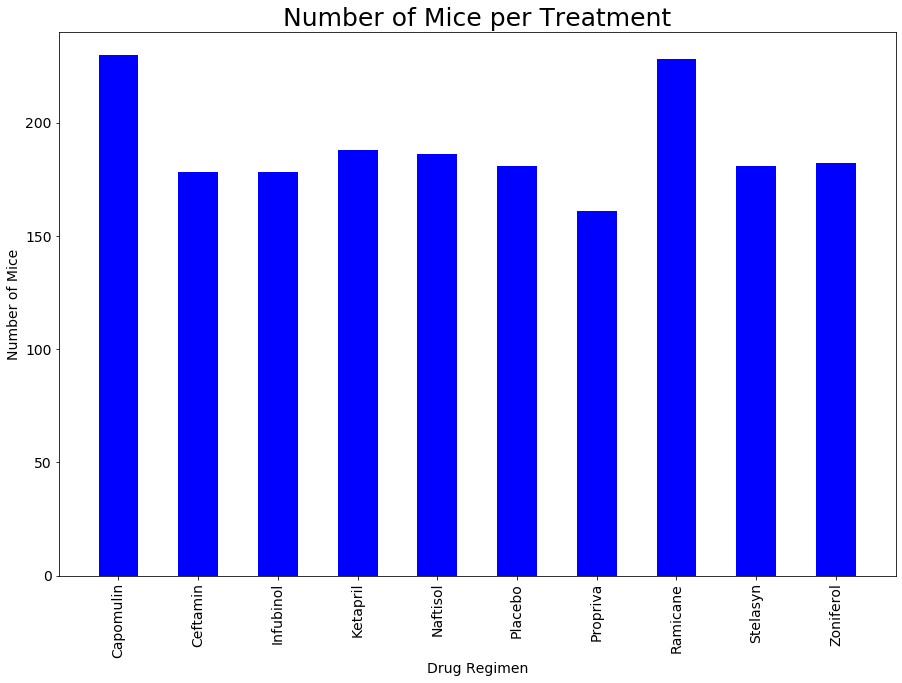 Number of Mice per Treatment
Number of Mice
200
150
100
50
0
Capomulin
Ceftamin
Infubinol
Ketapril
Naftisol
Placebo
Propriva
Ramicane
Stelasyn
Zoniferol
Drug Regimen